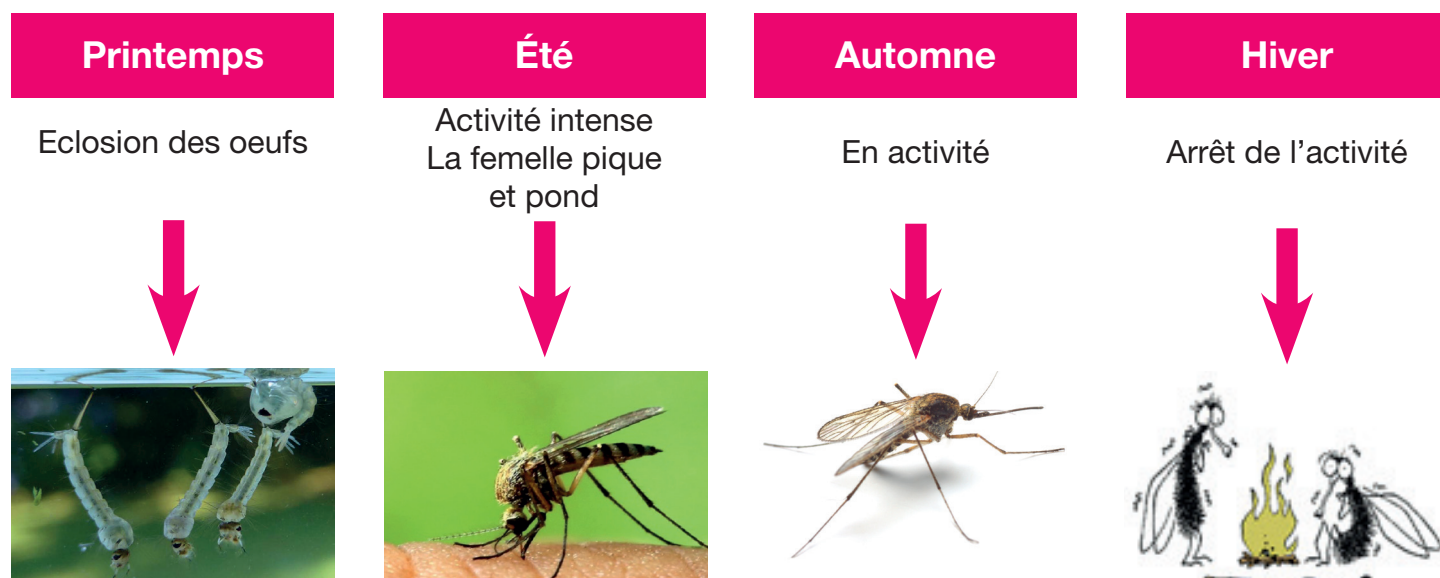 Printemps
Eclosion des oeufs
Été
Activité intense
La femelle pique
et pond
Automne
En activité
Hiver
Arrêt de l’activité